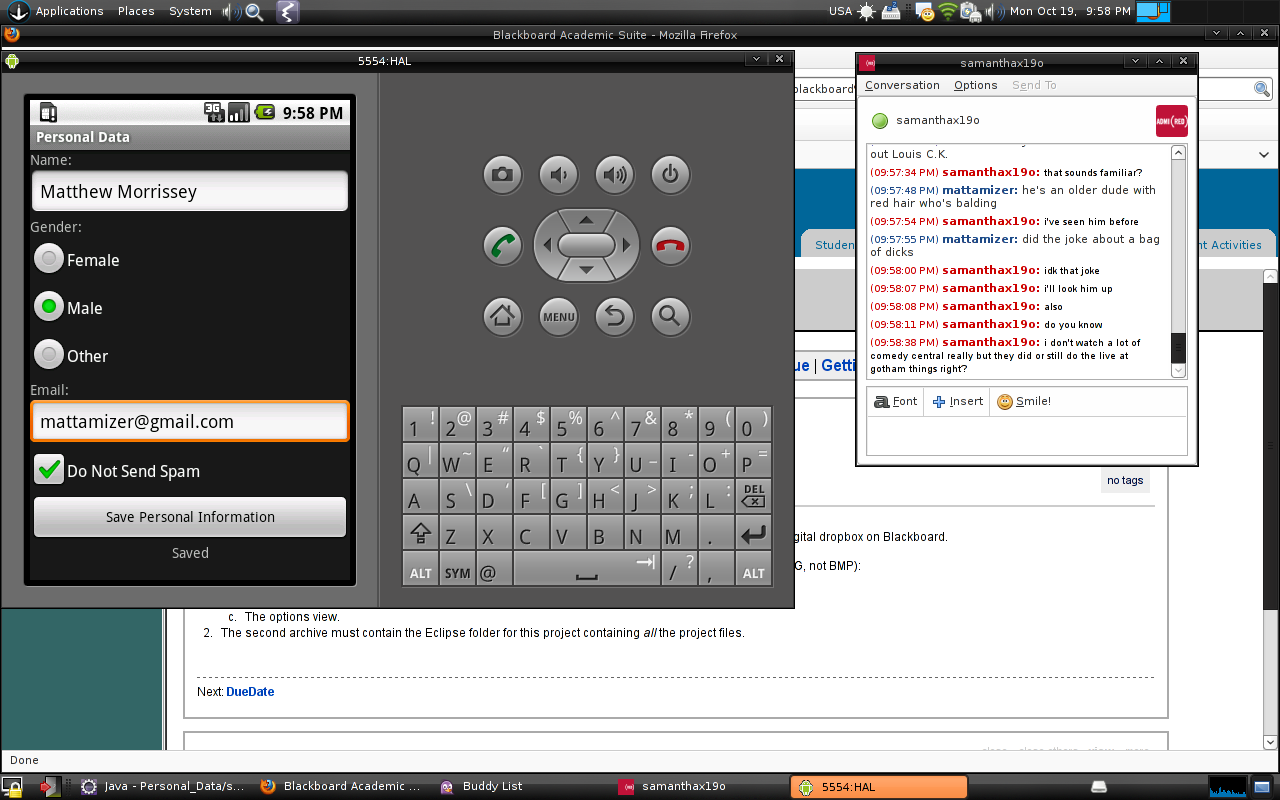 Applications Places System USA Mon Oct 19, 9:58 PM
Blackboard Academic Suite - Mozilla Firefox
5554:HAL
9:58 PM
3G
Personal Data
Name:
Matthew Morrissey
Gender:
Female
Male
Other
Email:
mattamizer@gmail.com
Do Not Send Spam
Save Personal Information
Saved
MENU
1 ! 2 @ 3 # 4 $ 5 % 6 ^ 7 & 8 * 9 ( 0 )
Q | W ~ E " R ` T { Y } U _ I - O + P =
A S \ D ' F [ G ] H < J > K ; L : DEL
Z X C V B N M .
ALT SYM @ / ? , ALT
samanthax19o
Conversation Options Send To
samanthax19o
ADMI(RED)
out Louis C.K.
(09:57:34 PM) samanthax19o: that sounds familiar?
(09:57:48 PM) mattamizer: he's an older dude with
red hair who's balding
(09:57:54 PM) samanthax19o: i've seen him before
(09:57:55 PM) mattamizer: did the joke about a bag
of dicks
(09:58:00 PM) samanthax19o: idk that joke
(09:58:07 PM) samanthax19o: i'll look him up
(09:58:08 PM) samanthax19o: also
(09:58:11 PM) samanthax19o: do you know
(09:58:38 PM) samanthax19o: i don't watch a lot of
comedy central really but they did or still do the live at
gotham things right?
Font Insert Smile!
blackboard
Studen
nt Activities
ue | Getti
no tags
gital dropbox on Blackboard.
G, not BMP):
c. The options view.
2. The second archive must contain the Eclipse folder for this project containing all the project files.
Next: DueDate
Done
Java - Personal_Data/s... Blackboard Academic ... Buddy List samanthax19o 5554:HAL